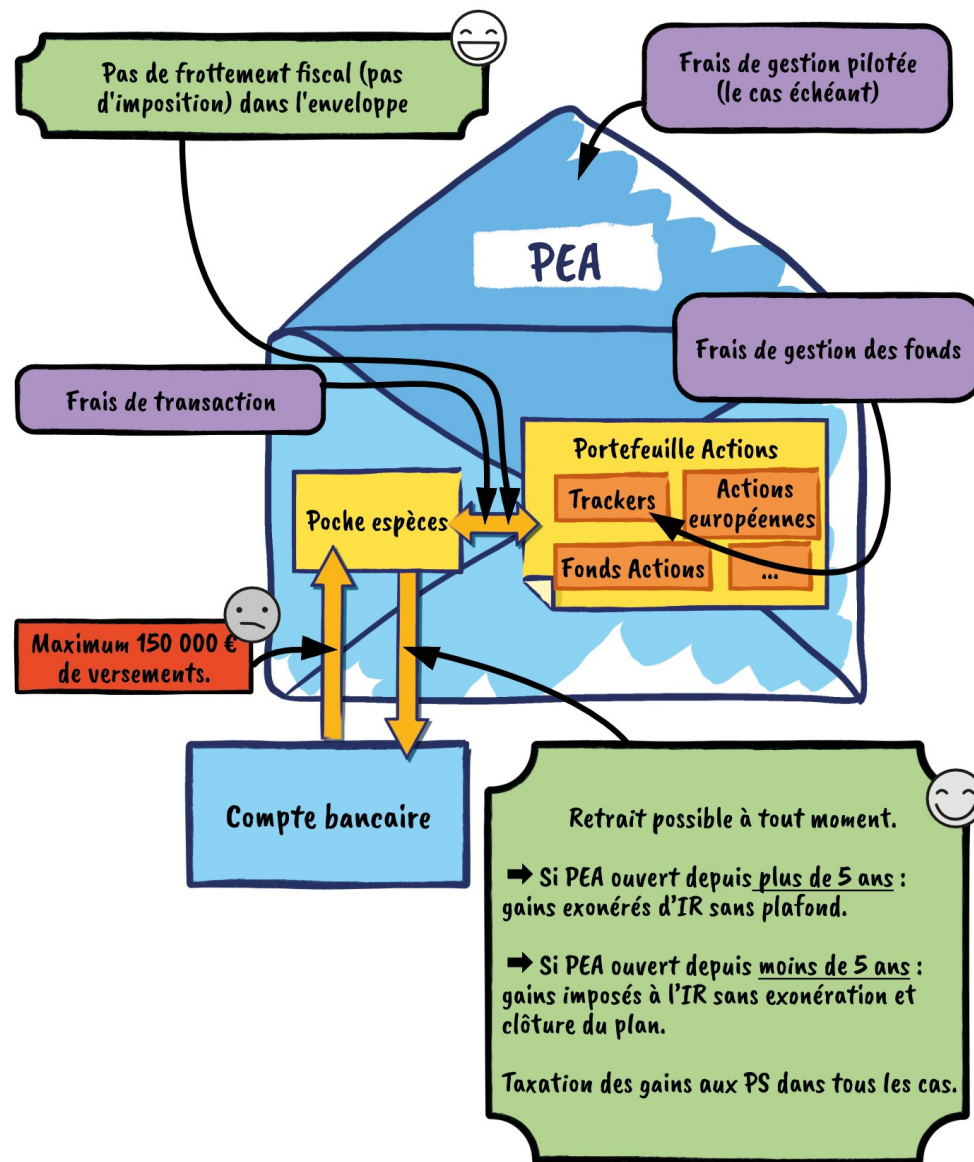 Pas de frottement fiscal (pas
d'imposition) dans l'enveloppe
Frais de gestion pilotée
(le cas échéant)
PEA
Frais de gestion des fonds
Frais de transaction
Portefeuille Actions
Trackers
Actions
européennes
Poche espèces
Fonds Actions
...
Maximum 150 000 €
de versements.
Compte bancaire
Retrait possible à tout moment.
➡ Si PEA ouvert depuis plus de 5 ans :
gains exonérés d'IR sans plafond.
➡ Si PEA ouvert depuis moins de 5 ans :
gains imposés à l'IR sans exonération et
clôture du plan.
Taxation des gains aux PS dans tous les cas.